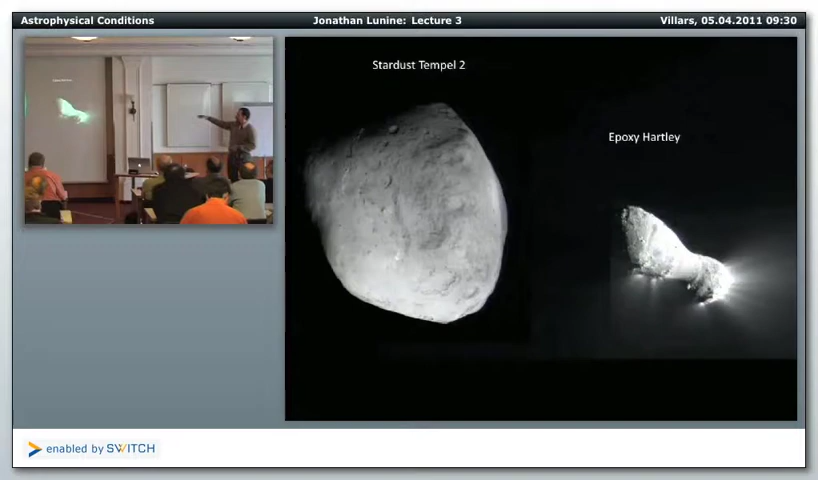 Astrophysical Conditions
Jonathan Lunine: Lecture 3
Villars, 05.04.2011 09:30
Stardust Tempel 2
Epoxy Hartley
enabled by SWITCH